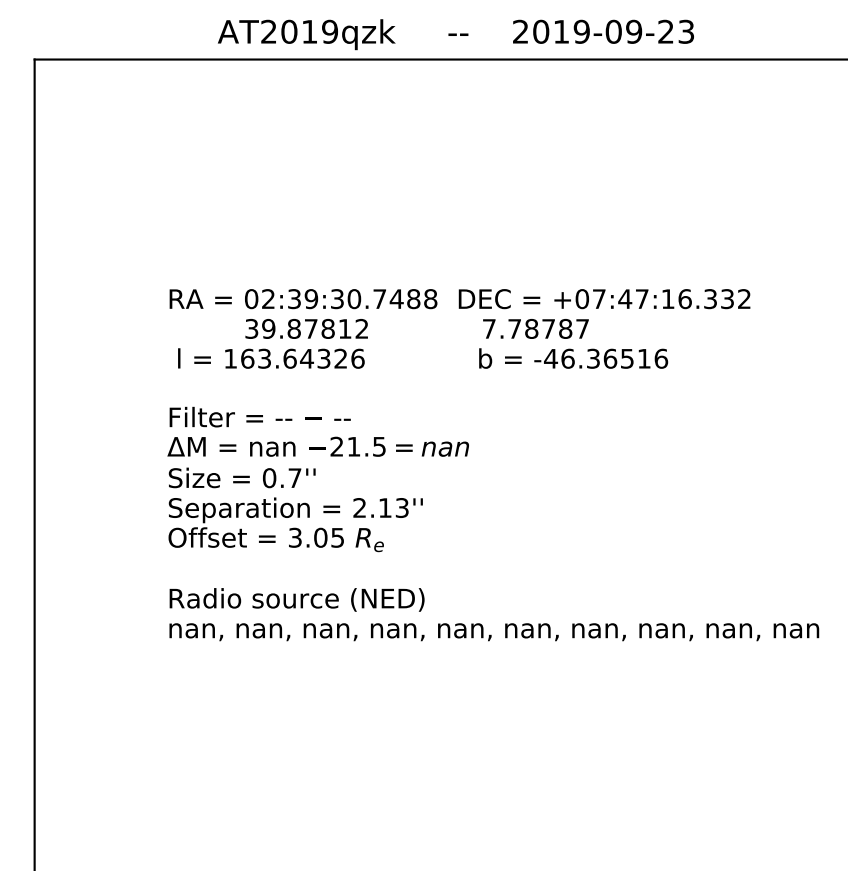 AT2019qzk -- 2019-09-23
RA = 02:39:30.7488 DEC = +07:47:16.332
39.87812 7.78787
l = 163.64326 b = -46.36516
Filter = -- − --
ΔM = nan −21.5 = nan
Size = 0.7''
Separation = 2.13''
Offset = 3.05 Re
Radio source (NED)
nan, nan, nan, nan, nan, nan, nan, nan, nan, nan